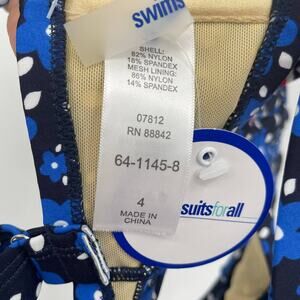 swims
SHELL:
82% NYLON
18% SPANDEX
MESH LINING:
86% NYLON
14% SPANDEX
07812
RN 88842
64-1145-8
4
MADE IN
CHINA
suitsforall